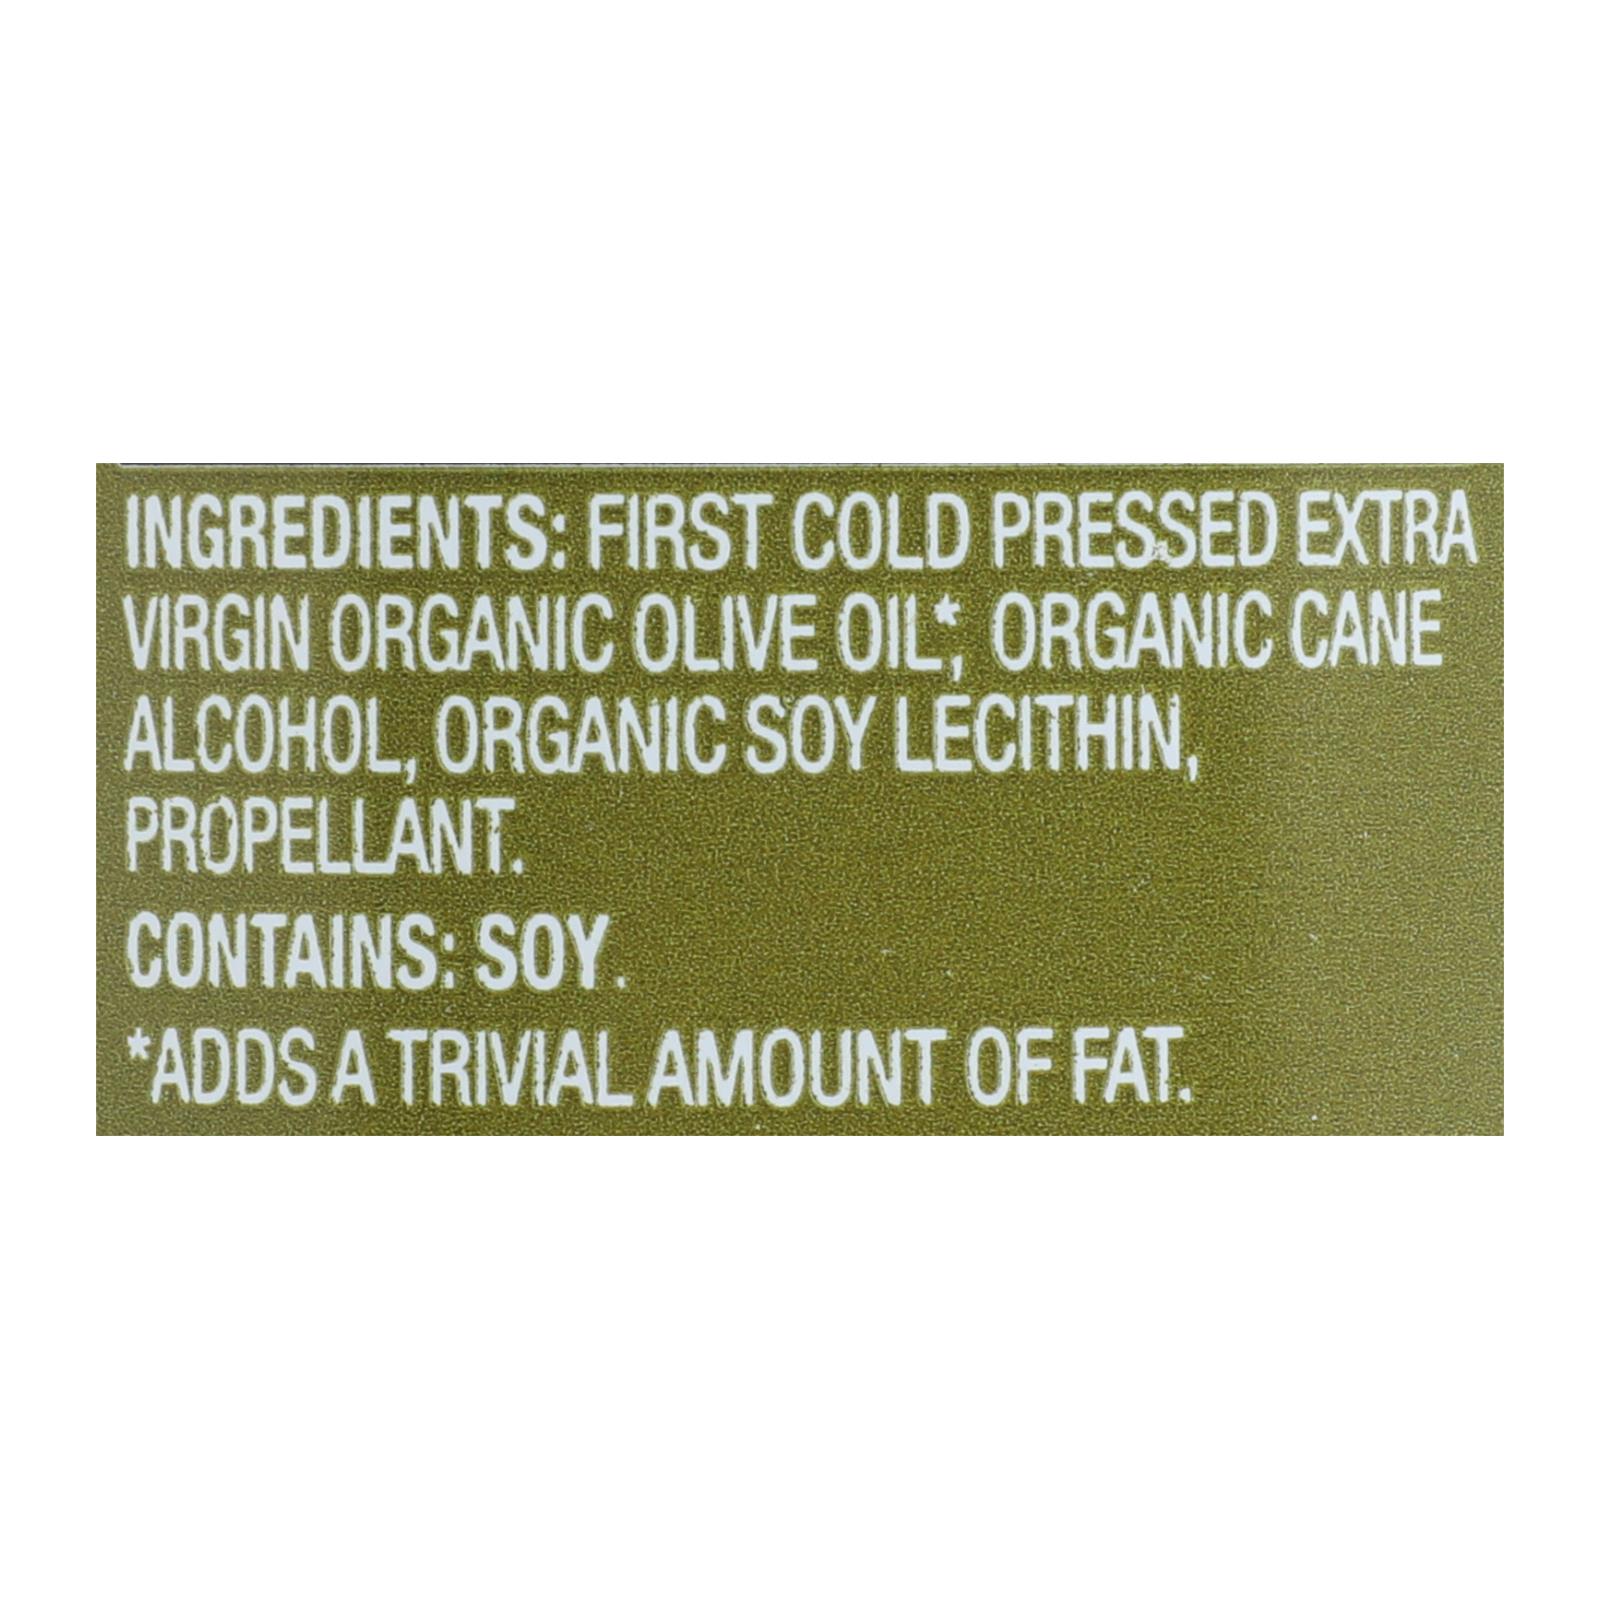 INGREDIENTS: FIRST COLD PRESSED EXTRA
VIRGIN ORGANIC OLIVE OIL*, ORGANIC CANE
ALCOHOL, ORGANIC SOY LECITHIN,
PROPELLANT.
CONTAINS: SOY.
*ADDS A TRIVIAL AMOUNT OF FAT.